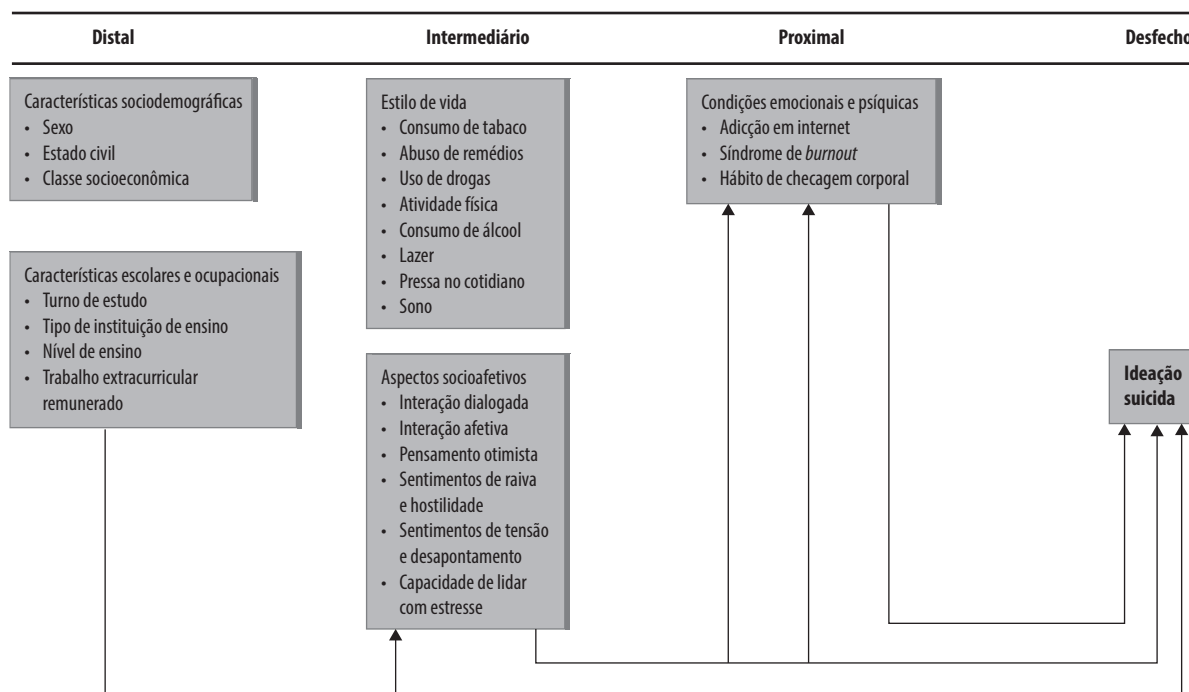 Distal Intermediário Proximal Desfecho
Características sociodemográficas
• Sexo
• Estado civil
• Classe socioeconômica
Características escolares e ocupacionais
• Turno de estudo
• Tipo de instituição de ensino
• Nível de ensino
• Trabalho extracurricular
remunerado
Estilo de vida
• Consumo de tabaco
• Abuso de remédios
• Uso de drogas
• Atividade física
• Consumo de álcool
• Lazer
• Pressa no cotidiano
• Sono
Aspectos socioafetivos
• Interação dialogada
• Interação afetiva
• Pensamento otimista
• Sentimentos de raiva
e hostilidade
• Sentimentos de tensão
e desapontamento
• Capacidade de lidar
com estresse
Condições emocionais e psíquicas
• Adicção em internet
• Síndrome de burnout
• Hábito de checagem corporal
Ideação
suicida